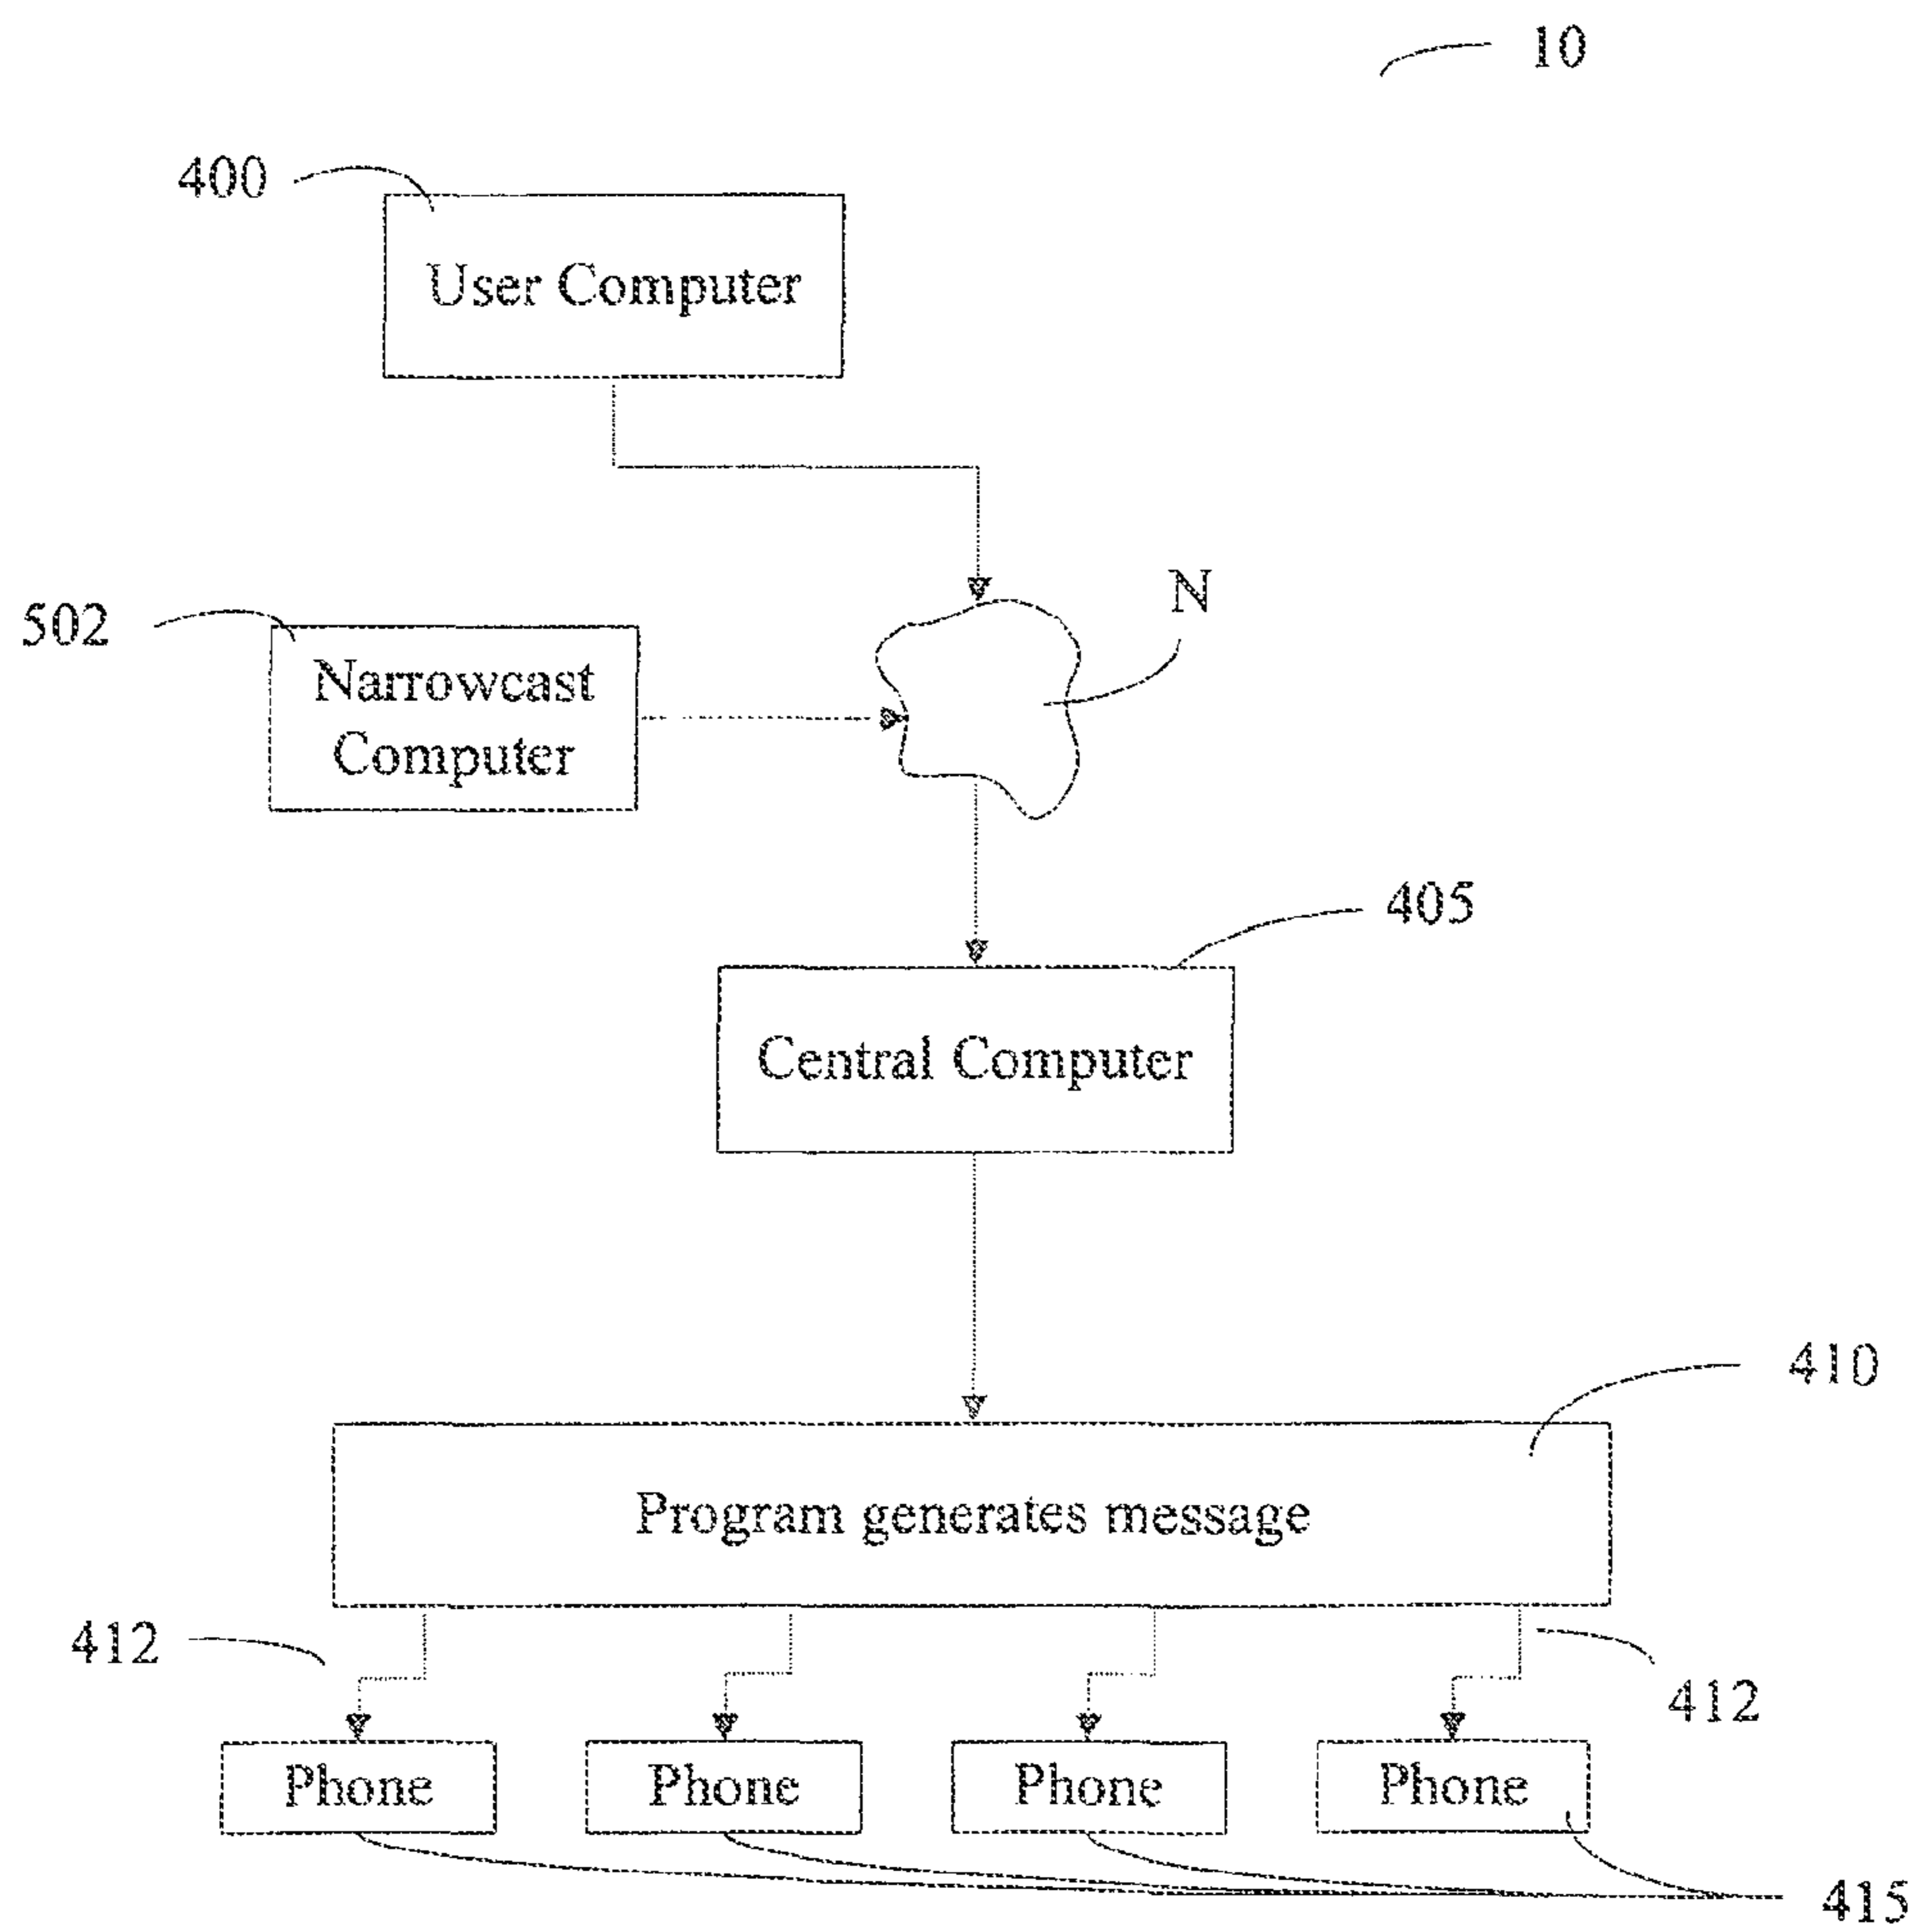 10
400
User Computer
N
502
Narrowcast
Computer
405
Central Computer
410
Program generates message
412
412
Phone
Phone
Phone
Phone
415